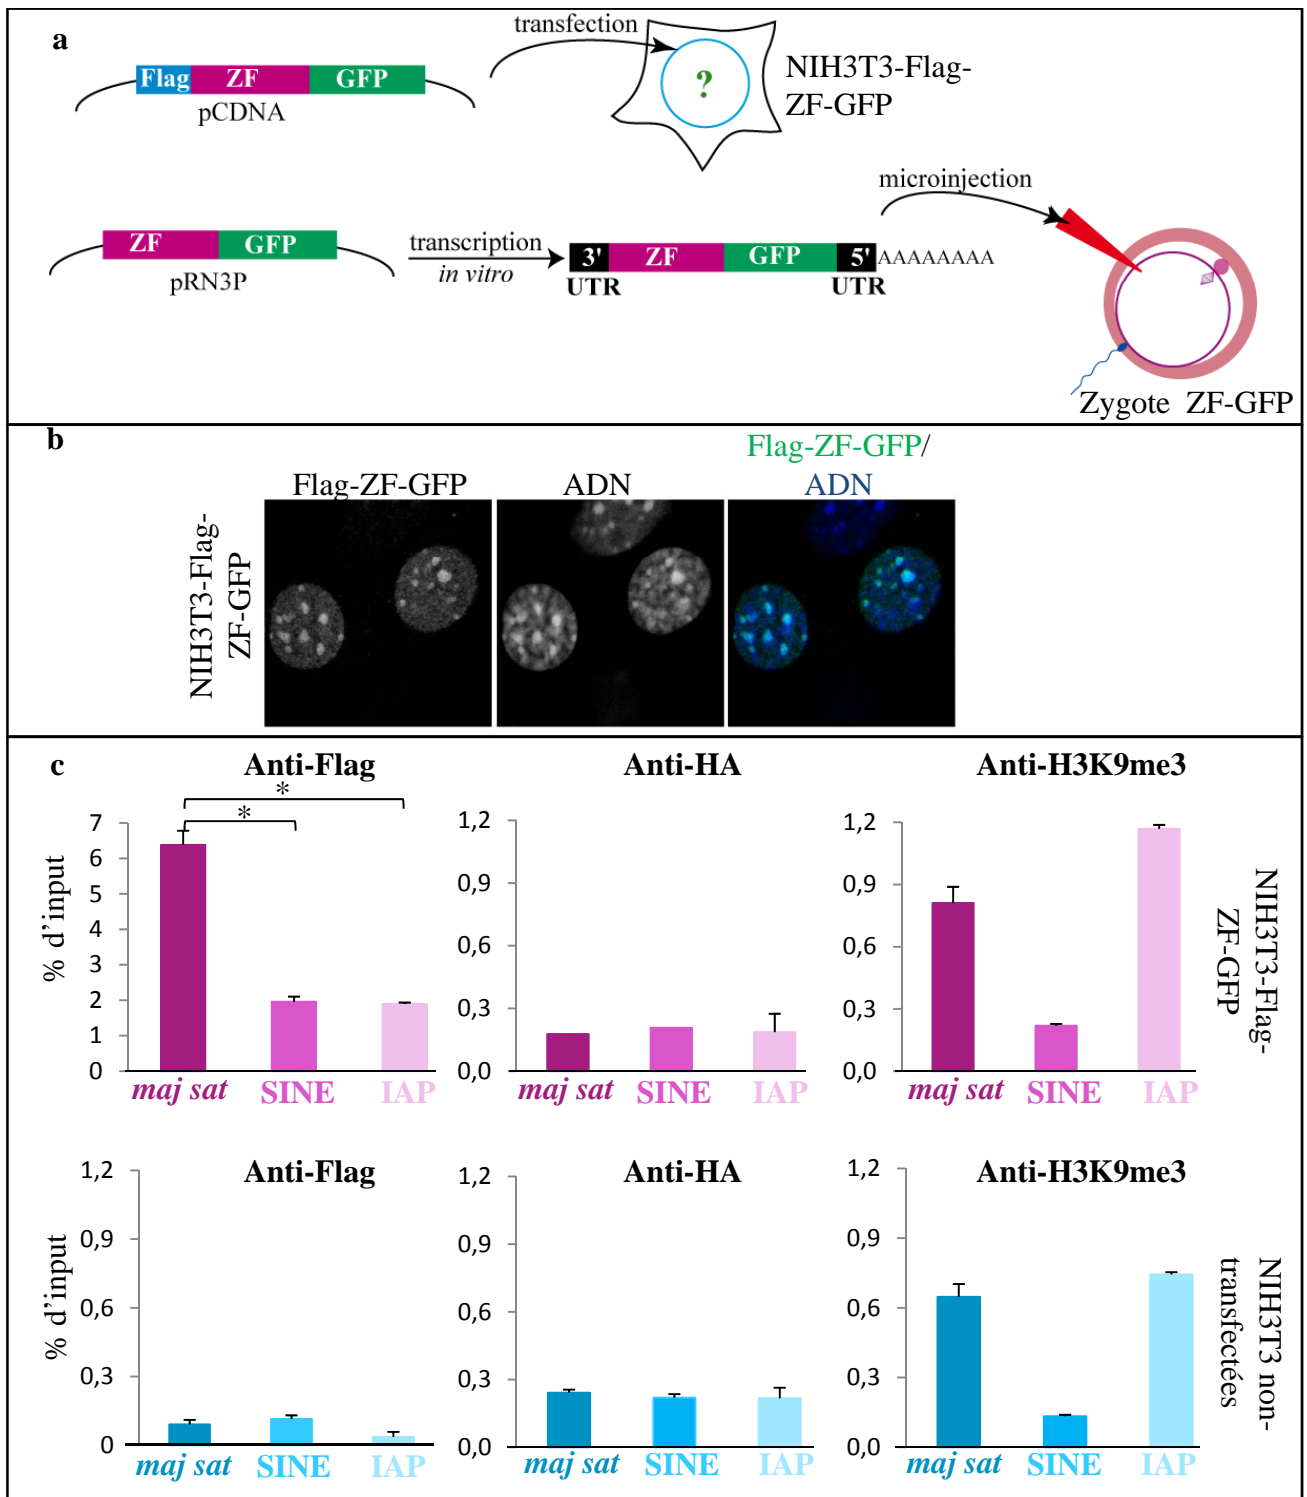 a
transfection
Flag ZF GFP
pCDNA
?
NIH3T3-Flag-
ZF-GFP
microinjection
ZF GFP
pRN3P
transcription
in vitro
3' ZF GFP 5' AAAAAAAA
UTR UTR
Zygote ZF-GFP
b
Flag-ZF-GFP/
Flag-ZF-GFP ADN ADN
NIH3T3-Flag-
ZF-GFP
c
Anti-Flag Anti-HA Anti-H3K9me3
% d'input
7
6
5
4
3
2
1
0
* *
maj sat SINE IAP
1,2
0,9
0,6
0,3
0,0
maj sat SINE IAP
1,2
0,9
0,6
0,3
0,0
maj sat SINE IAP
NIH3T3-Flag-
ZF-GFP
Anti-Flag Anti-HA Anti-H3K9me3
% d'input
1,2
0,9
0,6
0,3
0
maj sat SINE IAP
1,2
0,9
0,6
0,3
0,0
maj sat SINE IAP
1,2
0,9
0,6
0,3
0,0
maj sat SINE IAP
NIH3T3 non-
transfectées